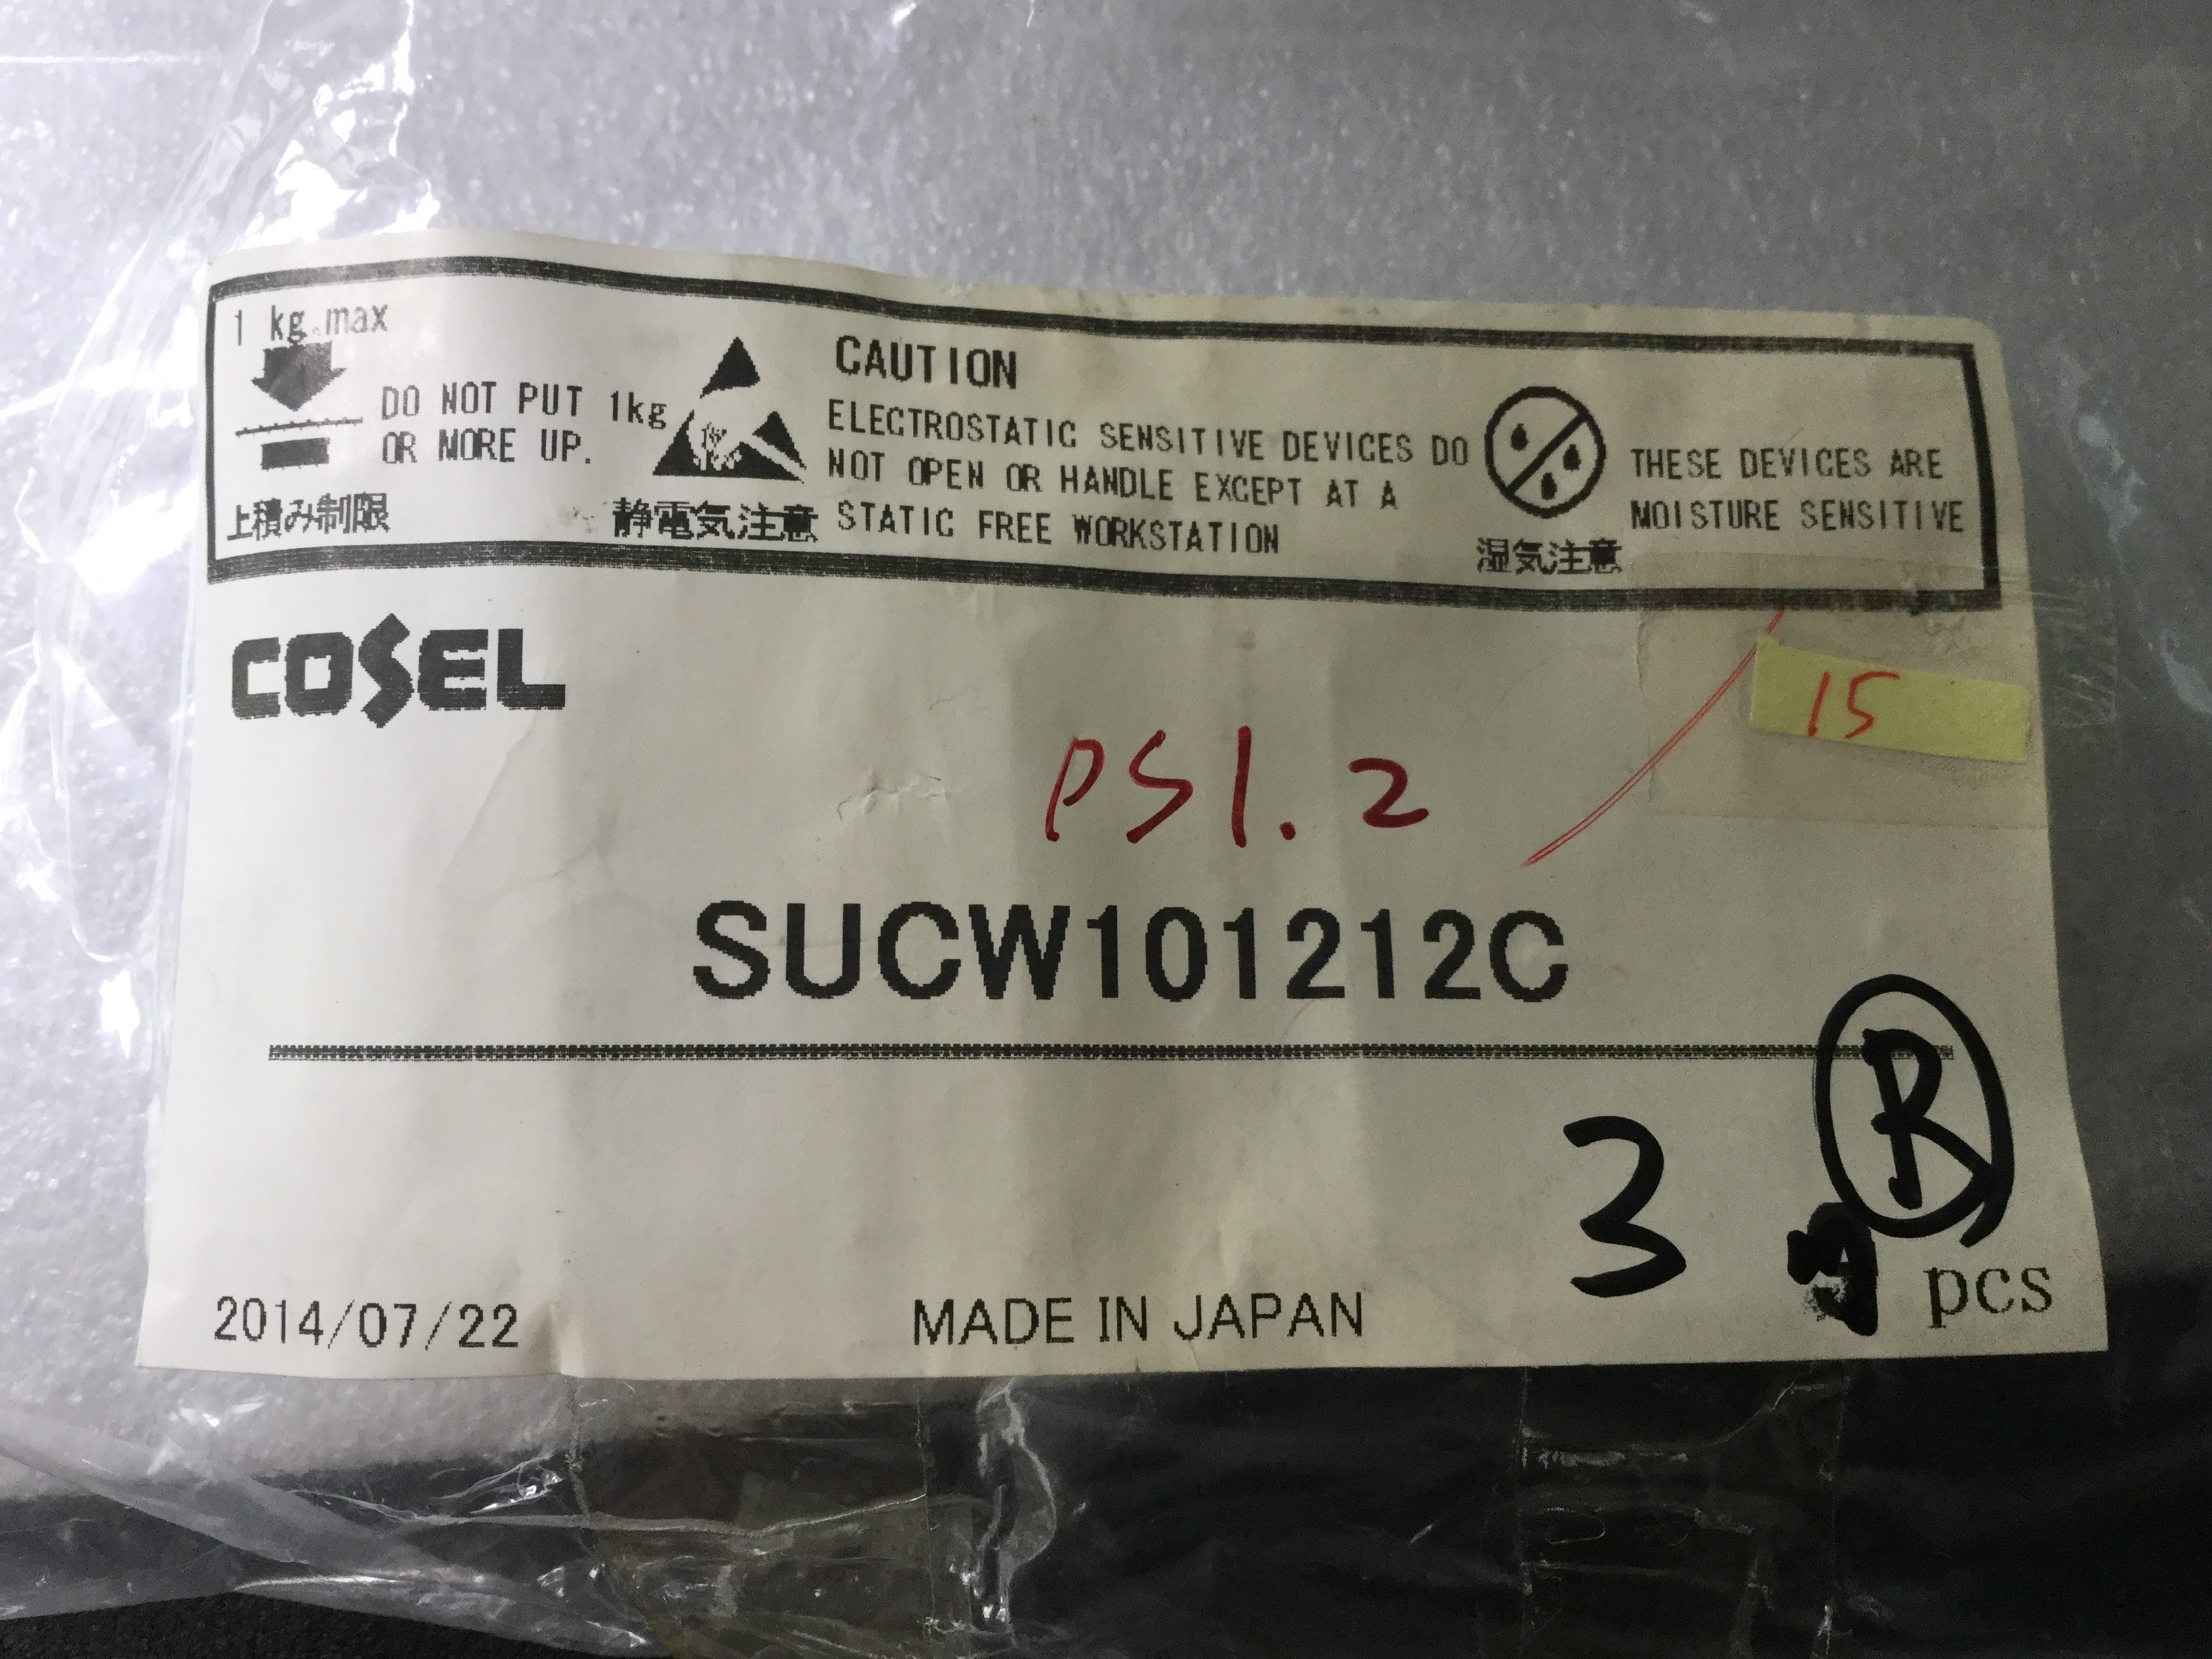 1 kg max
DO NOT PUT 1kg
OR MORE UP.
上積み制限
静電気注意
CAUTION
ELECTROSTATIC SENSITIVE DEVICES DO
NOT OPEN OR HANDLE EXCEPT AT A
STATIC FREE WORKSTATION
湿気注意
THESE DEVICES ARE
MOISTURE SENSITIVE
COSEL
15
PS1.2
SUCW101212C
R
3
pcs
2014/07/22
MADE IN JAPAN